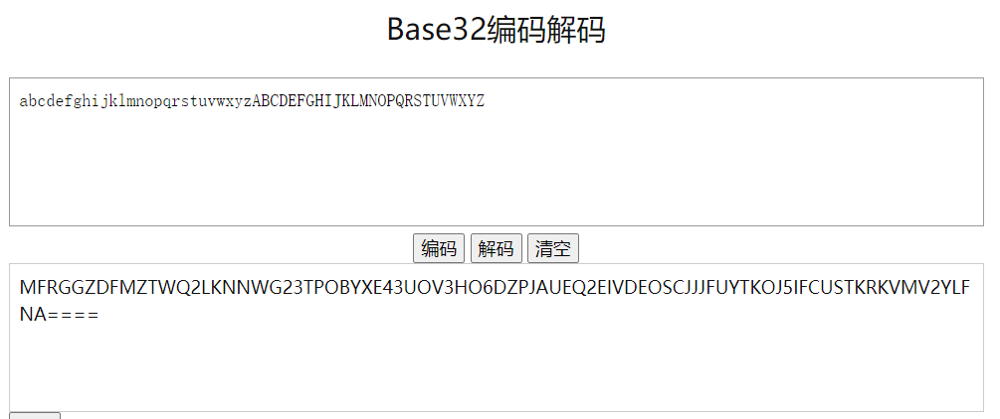 Base32编码解码
abcdefghijklmnopqrstuvwxyzABCDEFGHIJKLMNOPQRSTUVWXYZ
编码 解码 清空
MFRGGZDFMZTWQ2LKNNWG23TPOBYXE43UOV3HO6DZPJAUEQ2EIVDEOSCJJJFUYTKOJ5IFCUSTKRKVMV2YLF
NA====